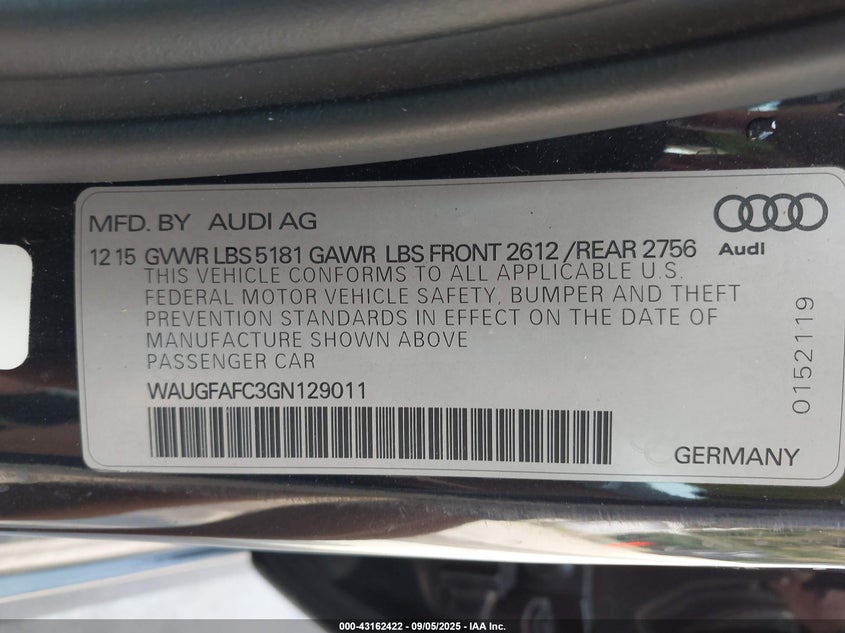 MFD. BY AUDI AG
12 15 GVWR LBS 5181 GAWR LBS FRONT 2612 /REAR 2756
Audi
THIS VEHICLE CONFORMS TO ALL APPLICABLE U.S.
FEDERAL MOTOR VEHICLE SAFETY, BUMPER AND THEFT
PREVENTION STANDARDS IN EFFECT ON THE DATE OF
MANUFACTURE SHOWN ABOVE
PASSENGER CAR
WAUGFAFC3GN129011
0152119
GERMANY
000-43162422 - 09/05/2025 - IAA Inc.